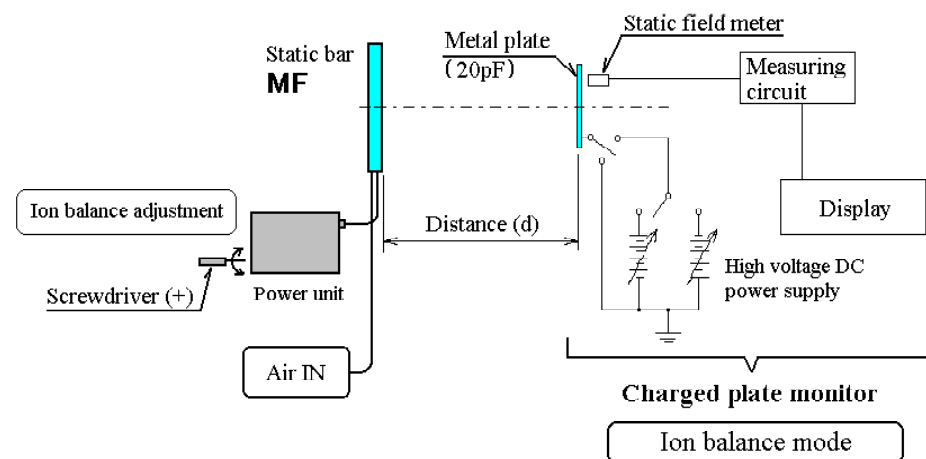 Static field meter
Metal plate
(20pF)
Static bar
MF
Measuring
circuit
Ion balance adjustment
Distance (d)
Display
High voltage DC
power supply
Screwdriver (+)
Power unit
Air IN
Charged plate monitor
Ion balance mode